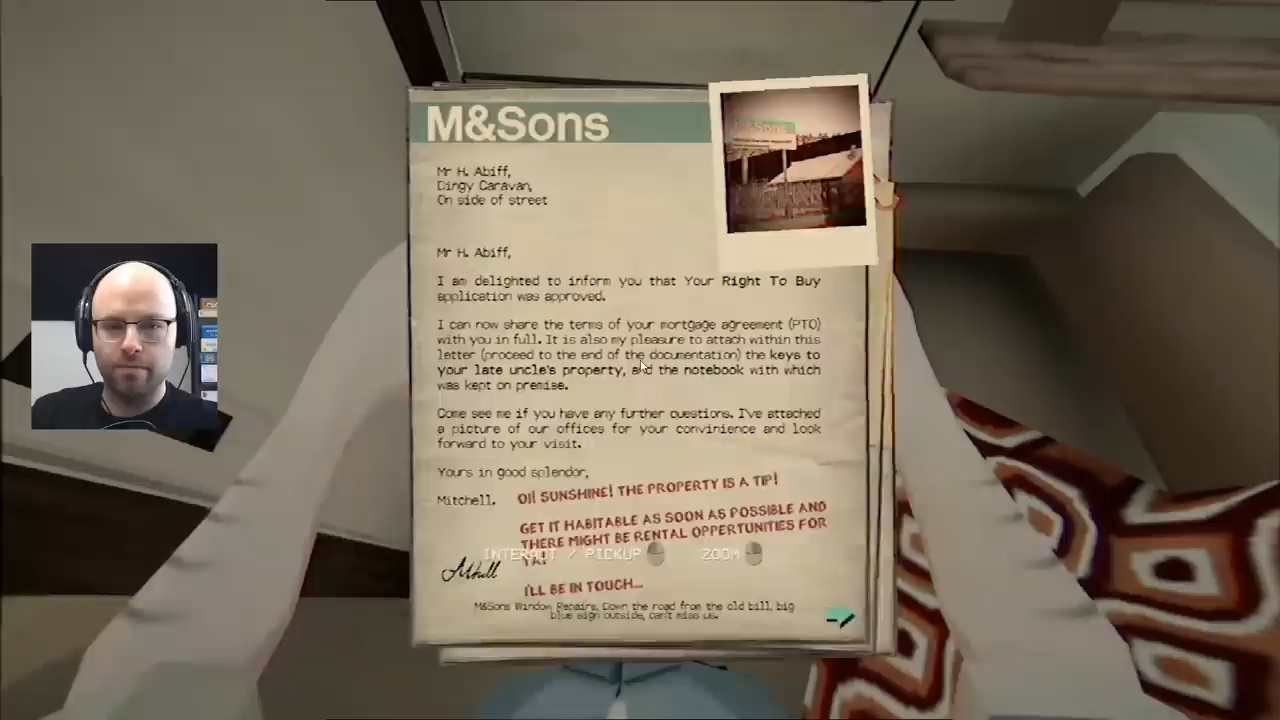 M&Sons
Mr H. Abiff,
Dingy Caravan,
On side of street
Mr H. Abiff,
I am delighted to inform you that Your Right To Buy
application was approved.
I can now share the terms of your mortgage agreement (PTO)
with you in full. It is also my pleasure to attach within this
letter (proceed to the end of the documentation) the keys to
your late uncle's property, and the notebook with which
was kept on premise.
Come see me if you have any further questions. I've attached
a picture of our offices for your convinience and look
forward to your visit.
Yours in good splendor,
Mitchell.
OI! SUNSHINE! THE PROPERTY IS A TIP!
GET IT HABITABLE AS SOON AS POSSIBLE AND
THERE MIGHT BE RENTAL OPPERTUNITIES FOR
YA!
INTERACT / PICKUP ZOOM
I'LL BE IN TOUCH...
M&Sons Window Repairs, Down the road from the old bill, big
blue sign outside, can't miss us.